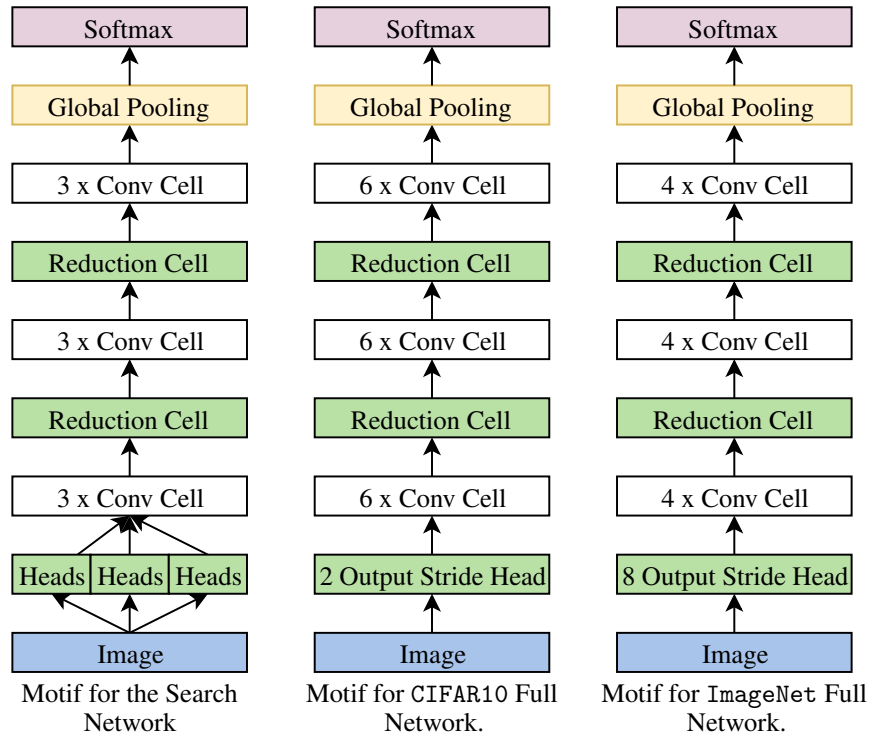 Softmax
Global Pooling
3 x Conv Cell
Reduction Cell
3 x Conv Cell
Reduction Cell
3 x Conv Cell
Heads Heads Heads
Image
Motif for the Search
Network
Softmax
Global Pooling
6 x Conv Cell
Reduction Cell
6 x Conv Cell
Reduction Cell
6 x Conv Cell
2 Output Stride Head
Image
Motif for CIFAR10 Full
Network.
Softmax
Global Pooling
4 x Conv Cell
Reduction Cell
4 x Conv Cell
Reduction Cell
4 x Conv Cell
8 Output Stride Head
Image
Motif for ImageNet Full
Network.